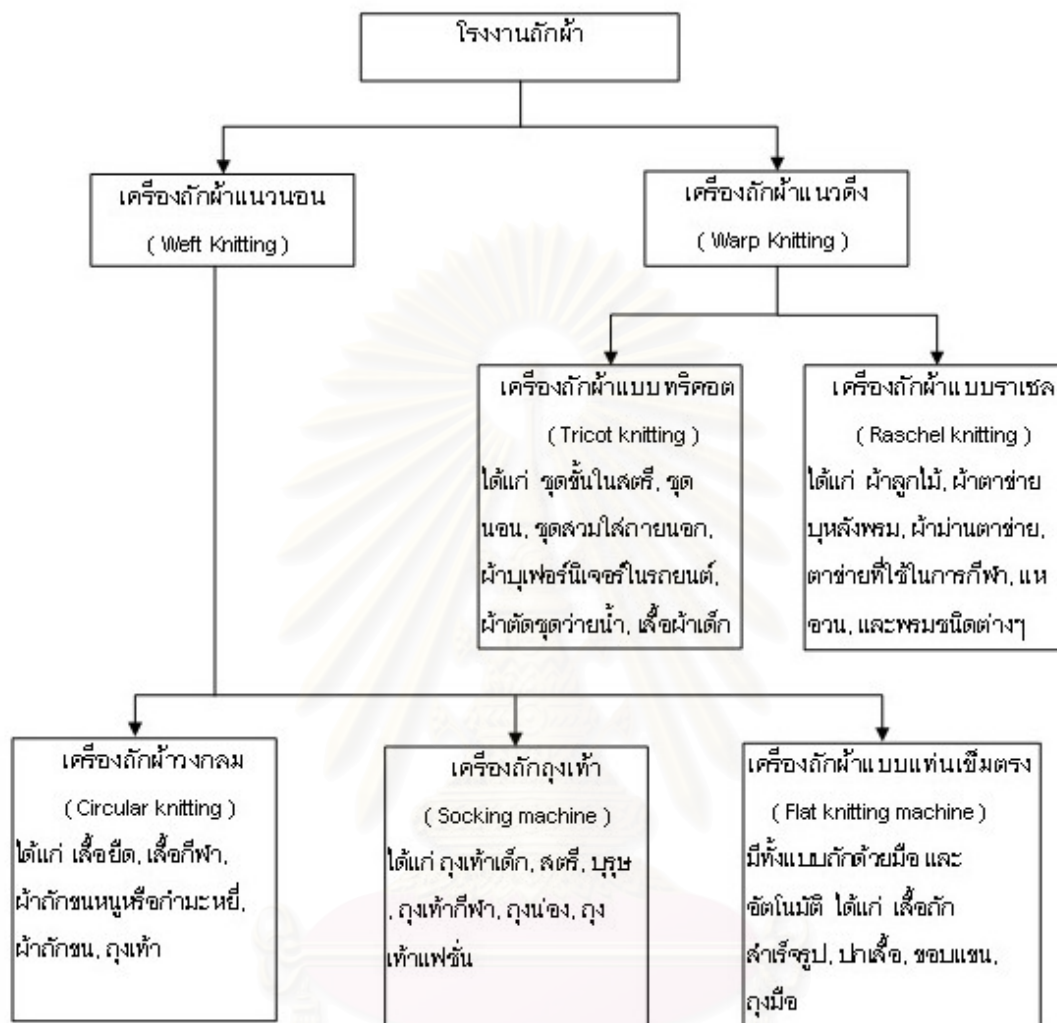 โรงงานถักผ้า
เครื่องถักผ้าแนวนอน
( Weft Knitting )
เครื่องถักผ้าแนวดิ่ง
( Warp Knitting )
เครื่องถักผ้าแบบทริคอต
( Tricot knitting )
ได้แก่ ชุดชั้นในสตรี, ชุด
นอน, ชุดสวมใส่ภายนอก,
ผ้าบุเฟอร์นิเจอร์ในรถยนต์,
ผ้าตัดชุดว่ายน้ำ, เสื้อผ้าเด็ก
เครื่องถักผ้าแบบราเชล
( Raschel knitting )
ได้แก่ ผ้าลูกไม้, ผ้าตาข่าย
บุหลังพรม, ผ้าม่านตาข่าย,
ตาข่ายที่ใช้ในการกีฬา, แห
อวน, และพรมชนิดต่างๆ
เครื่องถักผ้าวงกลม
( Circular knitting )
ได้แก่ เสื้อยืด, เสื้อกีฬา,
ผ้าถักขนหนูหรือกำมะหยี่,
ผ้าถักขน, ถุงเท้า
เครื่องถักถุงเท้า
( Socking machine )
ได้แก่ ถุงเท้าเด็ก, สตรี, บุรุษ
, ถุงเท้ากีฬา, ถุงน่อง, ถุง
เท้าแฟชั่น
เครื่องถักผ้าแบบแท่นเข็มตรง
( Flat knitting machine )
มีทั้งแบบถักด้วยมือ และ
อัตโนมัติ ได้แก่ เสื้อถัก
สำเร็จรูป, ปกเสื้อ, ขอบแขน,
ถุงมือ